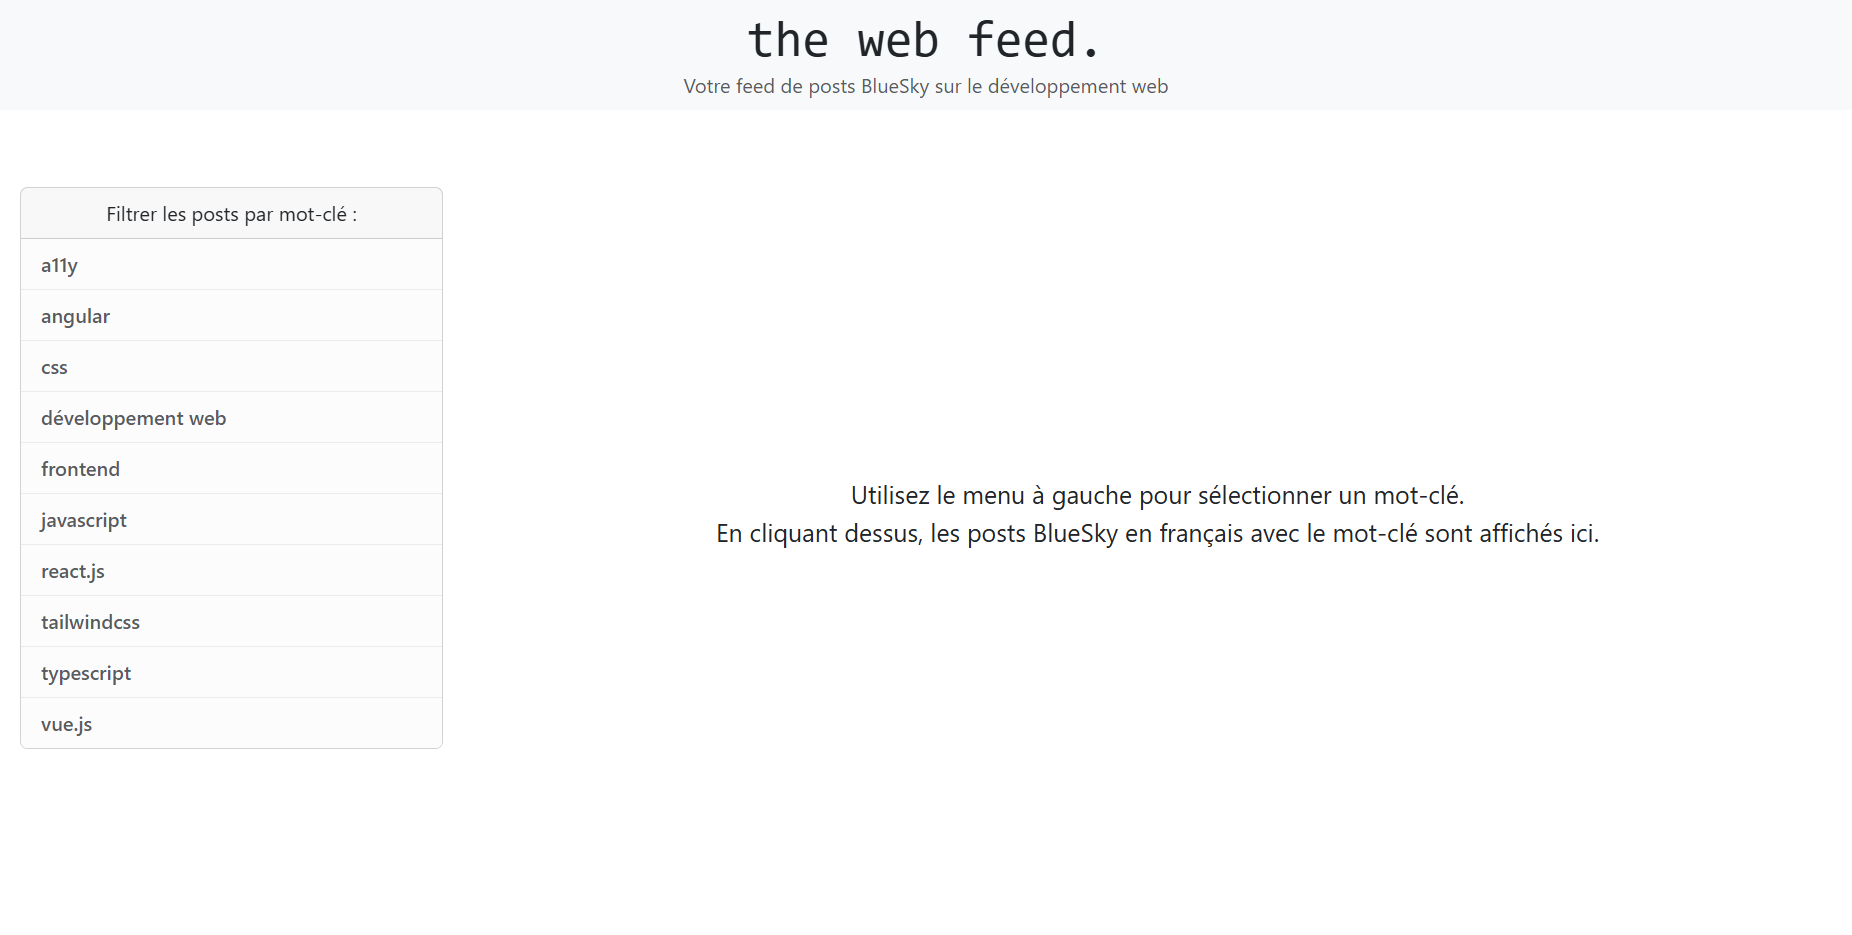 the web feed.
Votre feed de posts BlueSky sur le développement web
Filtrer les posts par mot-clé :
a11y
angular
css
développement web
frontend
javascript
react.js
tailwindcss
typescript
vue.js
Utilisez le menu à gauche pour sélectionner un mot-clé.
En cliquant dessus, les posts BlueSky en français avec le mot-clé sont affichés ici.